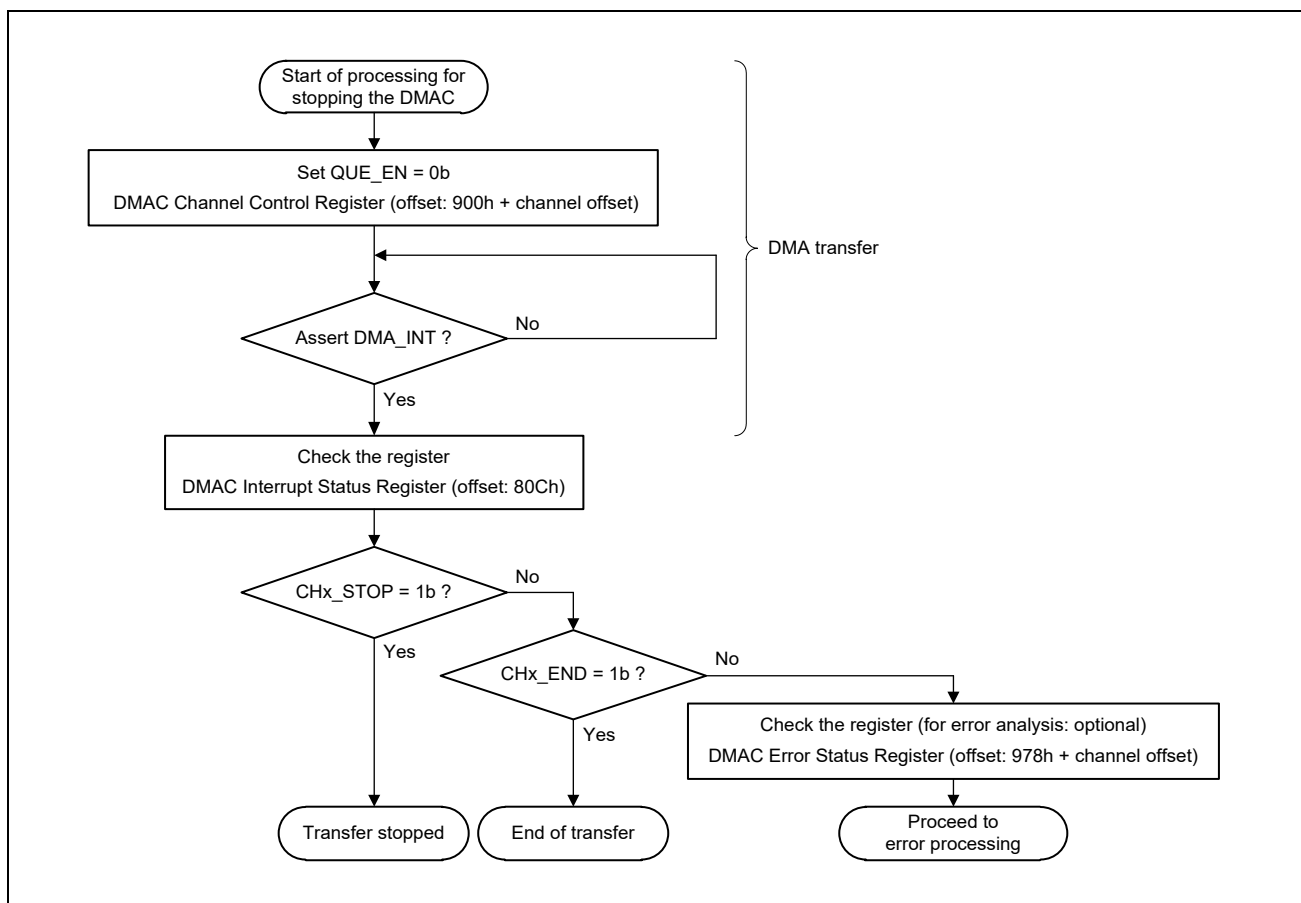 Start of processing for
stopping the DMAC
Set QUE_EN = 0b
DMAC Channel Control Register (offset: 900h + channel offset)
DMA transfer
Assert DMA_INT ?
No
Yes
Check the register
DMAC Interrupt Status Register (offset: 80Ch)
CHx_STOP = 1b ?
No
Yes
CHx_END = 1b ?
No
Yes
Check the register (for error analysis: optional)
DMAC Error Status Register (offset: 978h + channel offset)
Transfer stopped
End of transfer
Proceed to
error processing